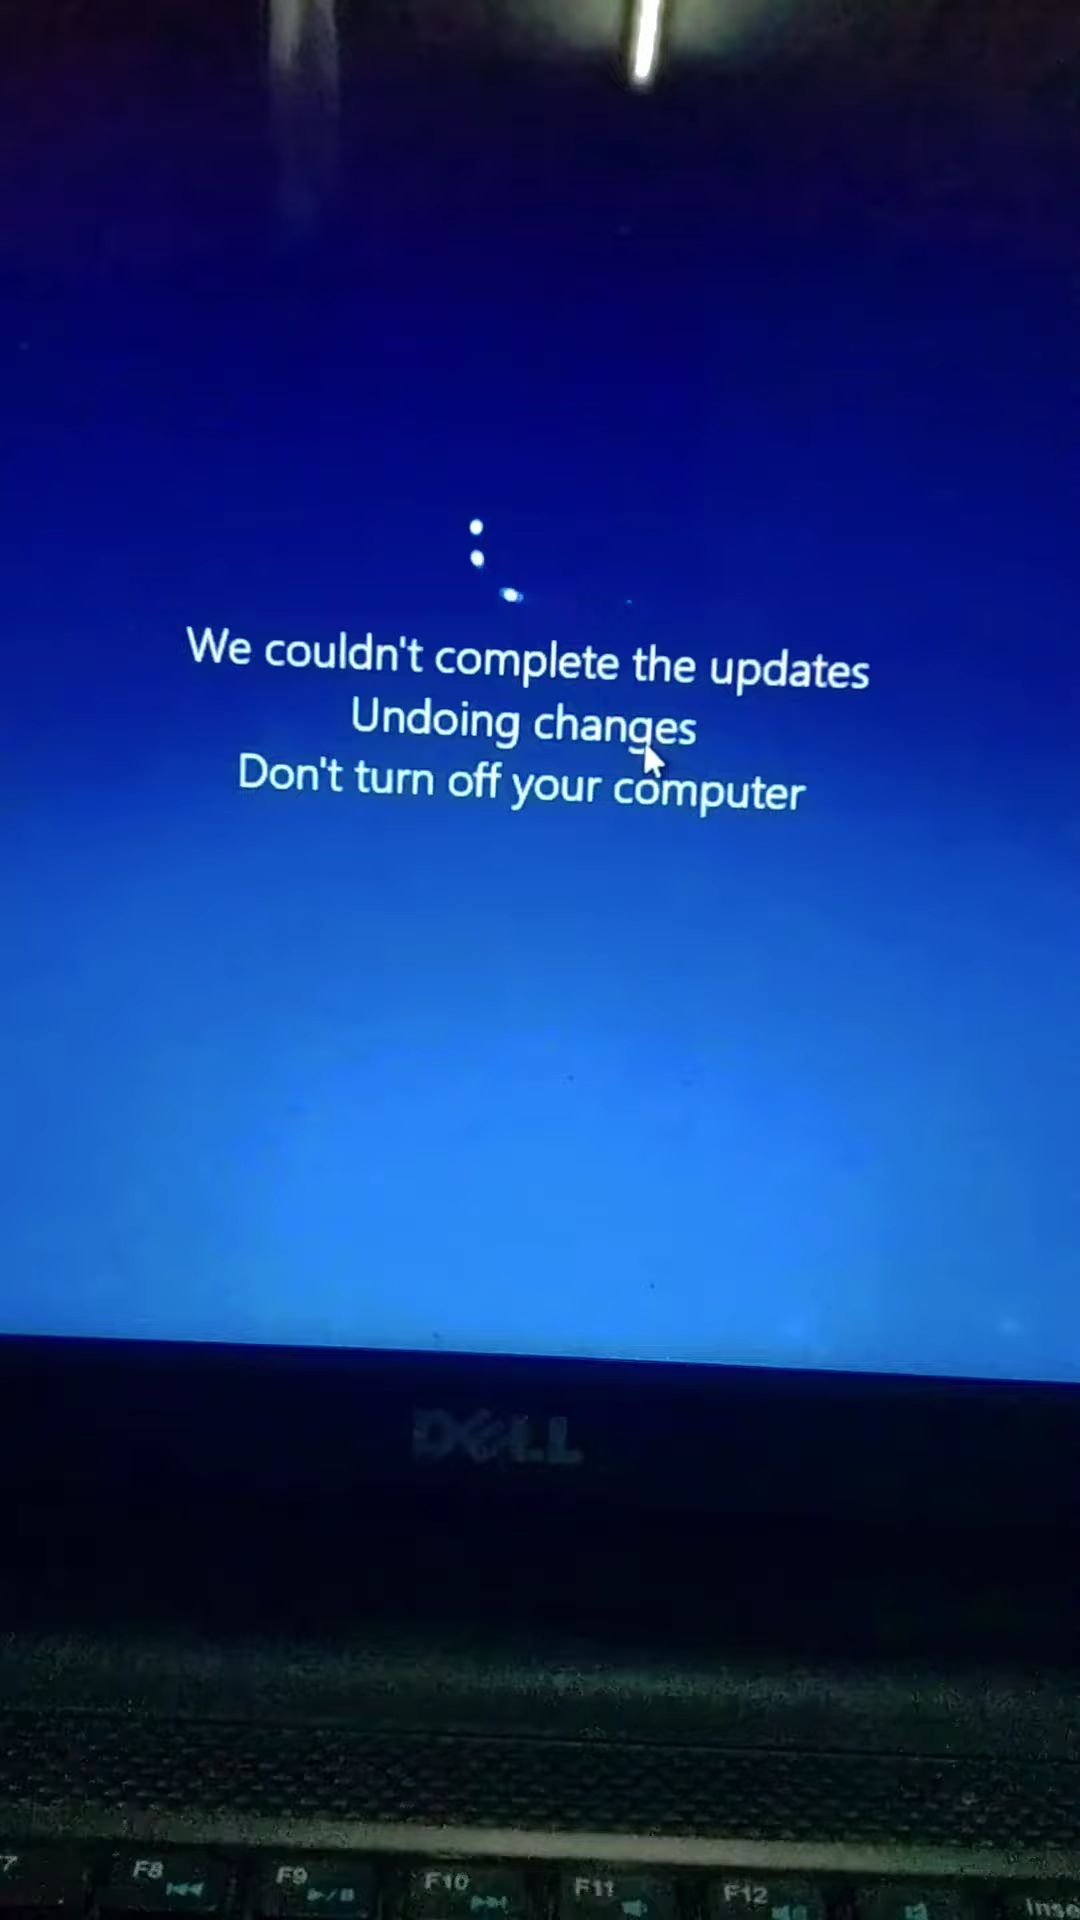 We couldn't complete the updates
Undoing changes
Don't turn off your computer
DELL
F8
F9
F10
F11
F12